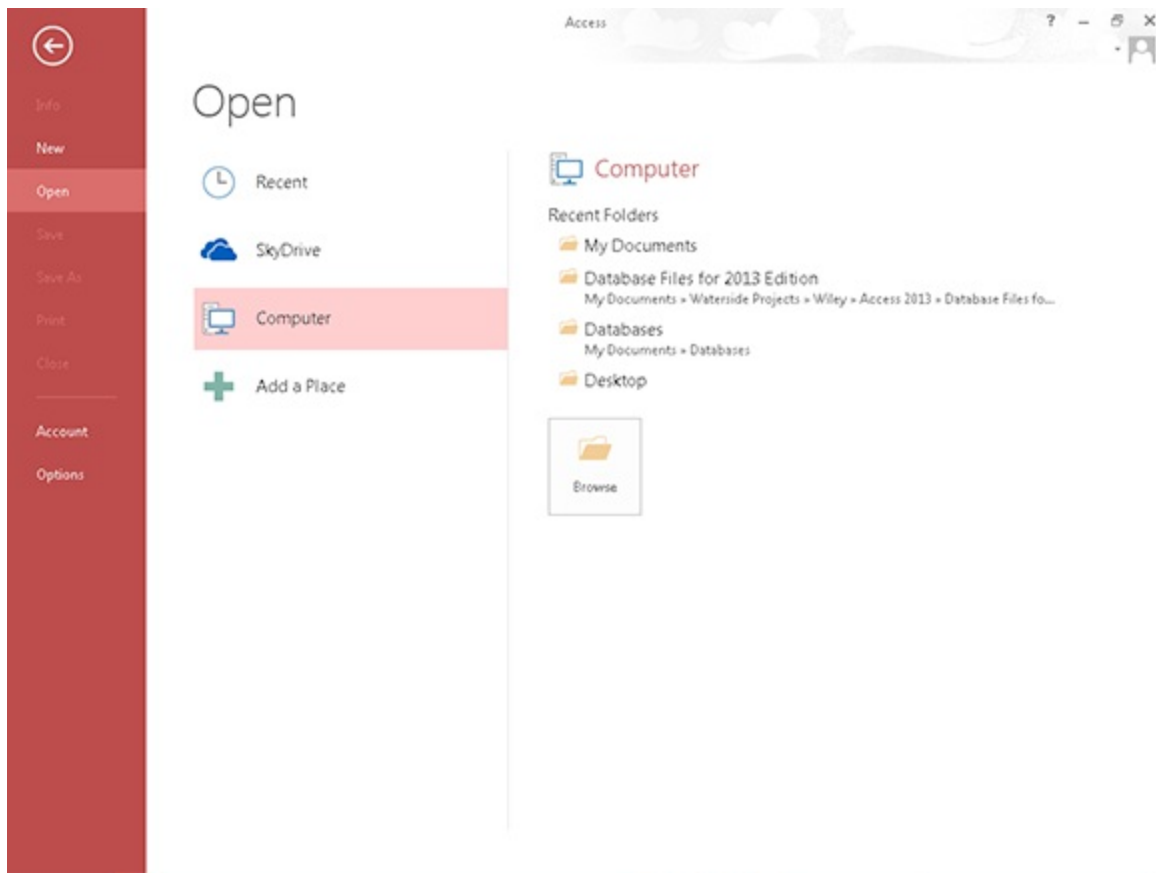 Access
?
Info
New
Open
Save
Save As
Print
Close
Account
Options
Open
Recent
SkyDrive
Computer
Add a Place
Computer
Recent Folders
My Documents
Database Files for 2013 Edition
My Documents » Waterside Projects » Wiley » Access 2013 » Database Files fo...
Databases
My Documents » Databases
Desktop
Browse